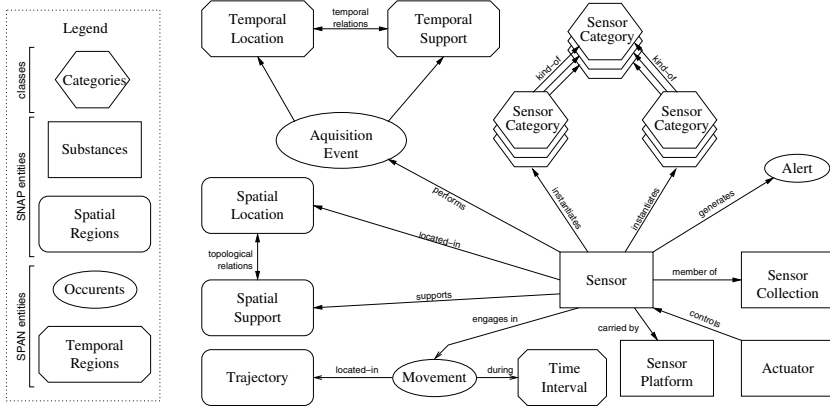 Legend
classes
Categories
SNAP entities
Substances
Spatial
Regions
SPAN entities
Occurents
Temporal
Regions
Temporal
Location
temporal
relations
Temporal
Support
Sensor
Category
kind-of
kind-of
Sensor
Category
Sensor
Category
Aquisition
Event
Alert
performs
instantiates
instantiates
generates
Spatial
Location
located-in
topological
relations
Sensor
member of
Sensor
Collection
Spatial
Support
supports
engages in
carried by
controls
Trajectory
located-in
Movement
during
Time
Interval
Sensor
Platform
Actuator